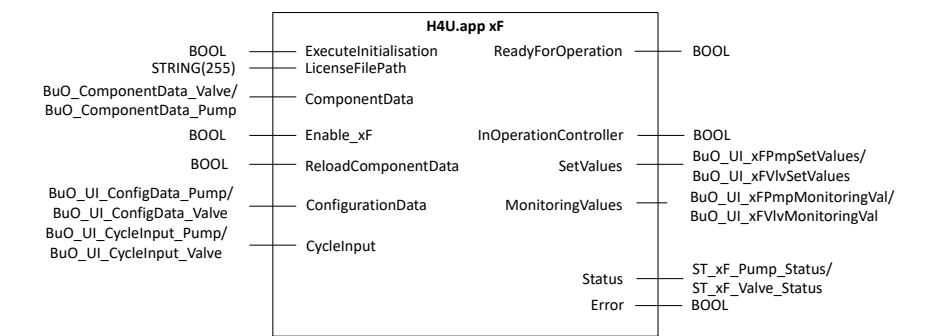 H4U.app xF
BOOL ExecuteInitialisation ReadyForOperation BOOL
STRING(255) LicenseFilePath
BuO_ComponentData_Valve/
BuO_ComponentData_Pump
ComponentData
BOOL Enable_xF InOperationController BOOL
BOOL ReloadComponentData SetValues
BuO_UI_xFPmpSetValues/
BuO_UI_xFVlvSetValues
BuO_UI_ConfigData_Pump/
BuO_UI_ConfigData_Valve
ConfigurationData MonitoringValues
BuO_UI_xFPmpMonitoringVal/
BuO_UI_xFVlvMonitoringVal
BuO_UI_CycleInput_Pump/
BuO_UI_CycleInput_Valve
CycleInput
Status
ST_xF_Pump_Status/
ST_xF_Valve_Status
Error BOOL